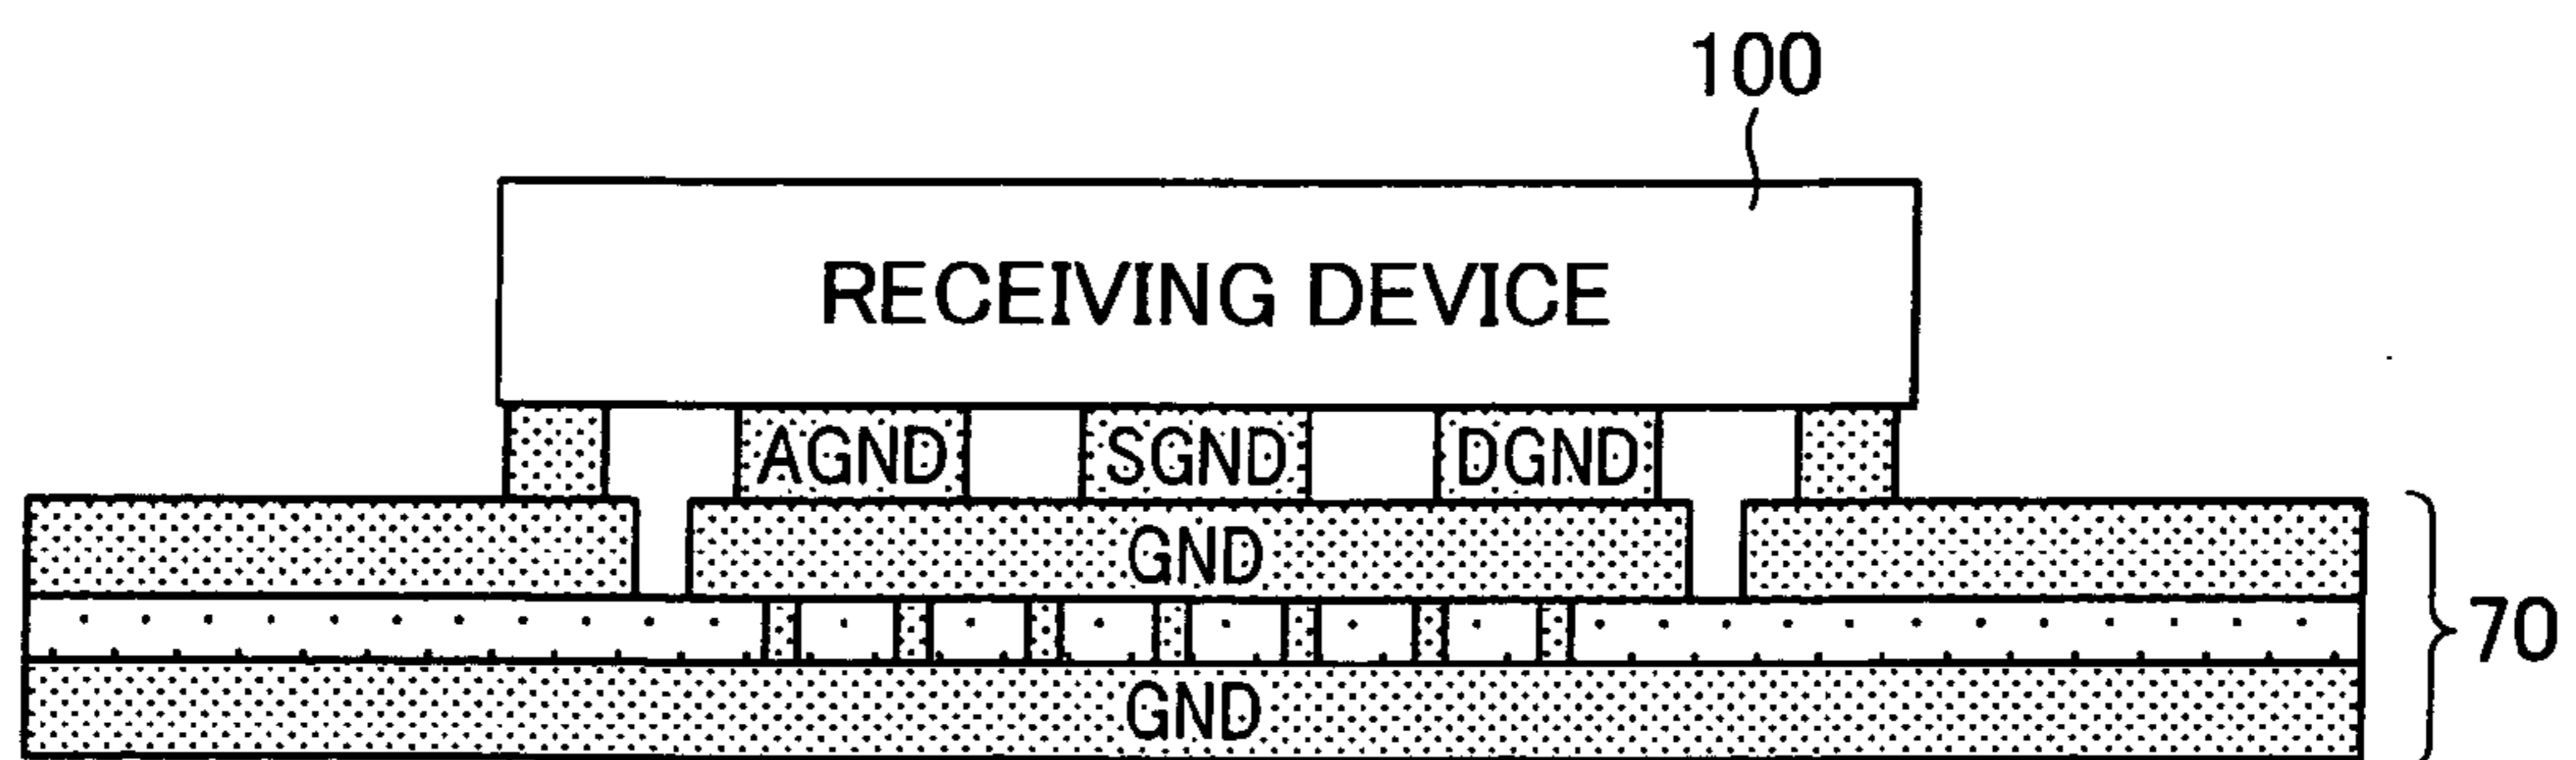 100
RECEIVING DEVICE
AGND SGND DGND
GND
70
GND